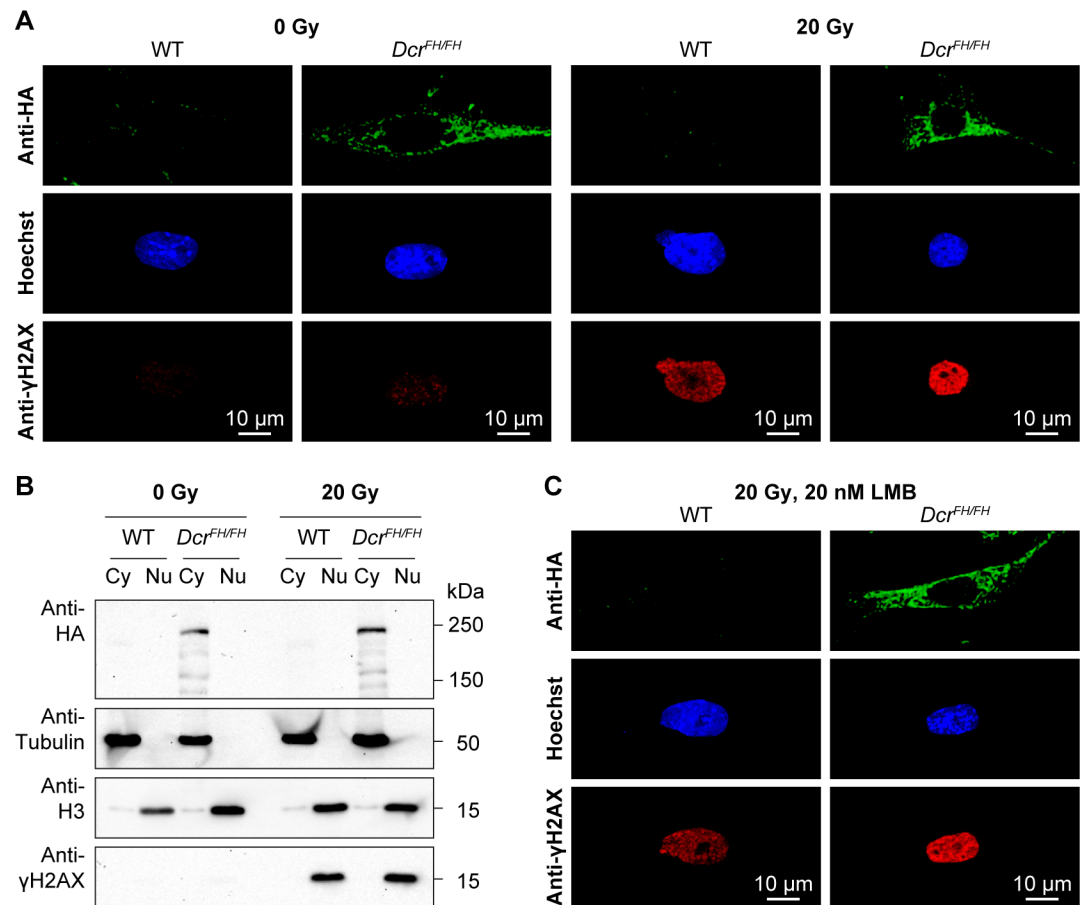 A
0 Gy
20 Gy
WT
Dcr^FH/FH
WT
Dcr^FH/FH
Anti-HA
Hoechst
Anti-γH2AX
10 µm
10 µm
10 µm
10 µm
B
0 Gy
20 Gy
WT
Dcr^FH/FH
WT
Dcr^FH/FH
Cy
Nu
Cy
Nu
Cy
Nu
Cy
Nu
kDa
Anti-
HA
250
150
Anti-
Tubulin
50
Anti-
H3
15
Anti-
γH2AX
15
C
20 Gy, 20 nM LMB
WT
Dcr^FH/FH
Anti-HA
Hoechst
Anti-γH2AX
10 µm
10 µm